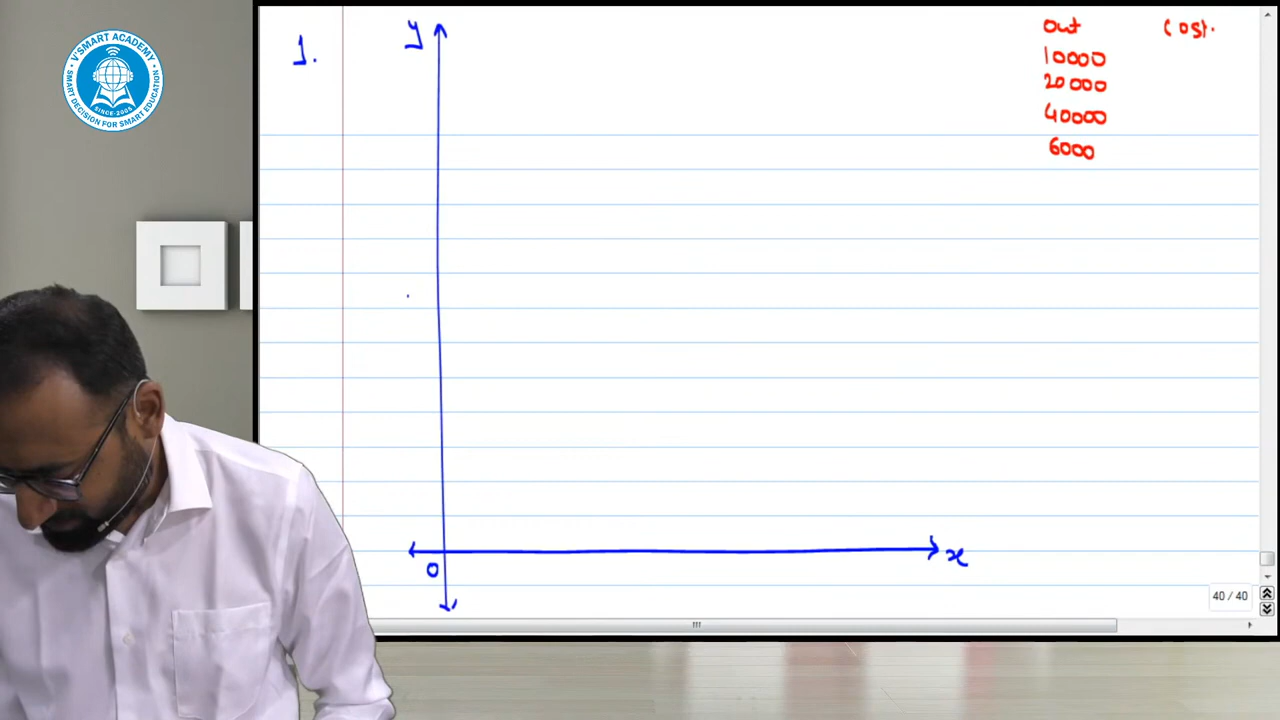 V'SMART ACADEMY
SMART DECISION FOR SMART EDUCATION
SINCE-2005
1.
y
out cost.
10000
20000
40000
6000
x
0
40 / 40